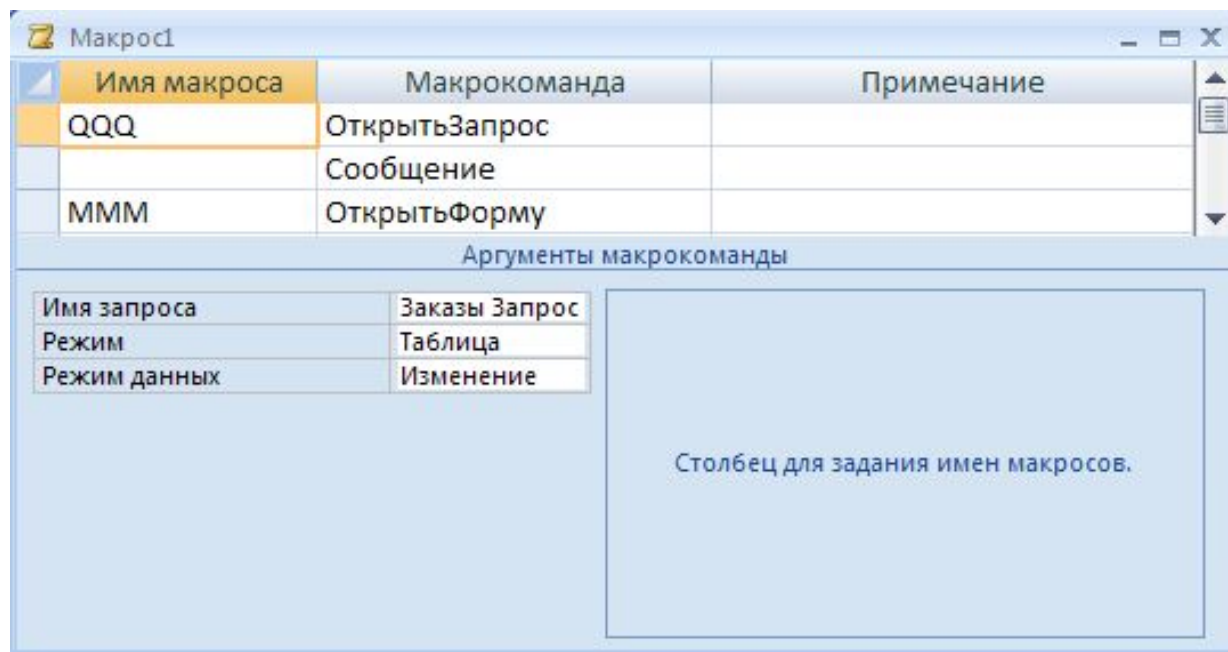 Макрос1
Имя макроса Макрокоманда Примечание
QQQ ОткрытьЗапрос
Сообщение
МММ ОткрытьФорму
Аргументы макрокоманды
Имя запроса Заказы Запрос
Режим Таблица
Режим данных Изменение
Столбец для задания имен макросов.